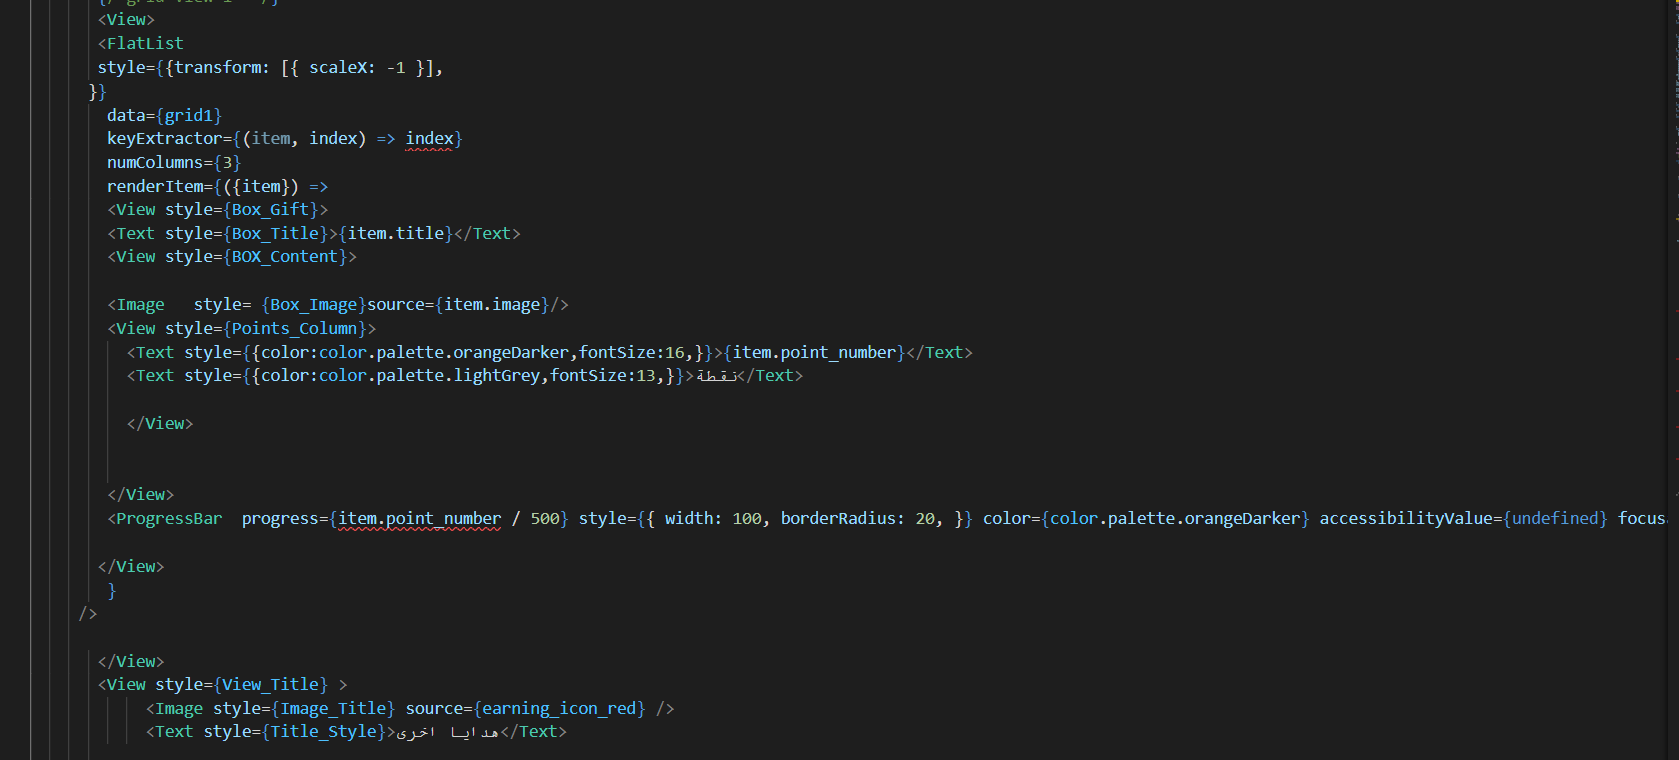 <View>
<FlatList
style={{transform: [{ scaleX: -1 }],
}}
data={grid1}
keyExtractor={(item, index) => index}
numColumns={3}
renderItem={({item}) =>
<View style={Box_Gift}>
<Text style={Box_Title}>{item.title}</Text>
<View style={BOX_Content}>
<Image   style= {Box_Image}source={item.image}/>
<View style={Points_Column}>
<Text style={{color:color.palette.orangeDarker,fontSize:16,}}>{item.point_number}</Text>
<Text style={{color:color.palette.lightGrey,fontSize:13,}}>نقطة</Text>
</View>
</View>
<ProgressBar  progress={item.point_number / 500} style={{ width: 100, borderRadius: 20, }} color={color.palette.orangeDarker} accessibilityValue={undefined} focus
</View>
}
/>
</View>
<View style={View_Title} >
<Image style={Image_Title} source={earning_icon_red} />
<Text style={Title_Style}>هدايا اخرى</Text>